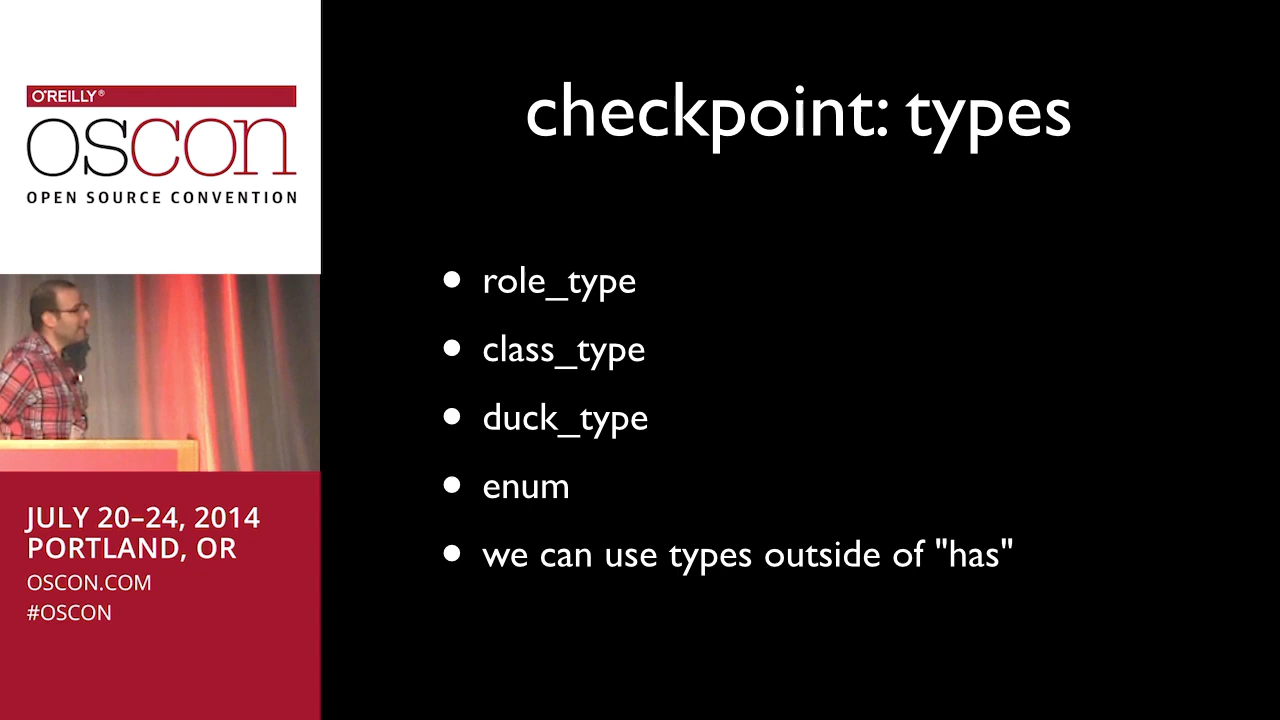 O'REILLY®
OSCON
OPEN SOURCE CONVENTION
JULY 20–24, 2014
PORTLAND, OR
OSCON.COM
#OSCON
checkpoint: types
• role_type
• class_type
• duck_type
• enum
• we can use types outside of "has"